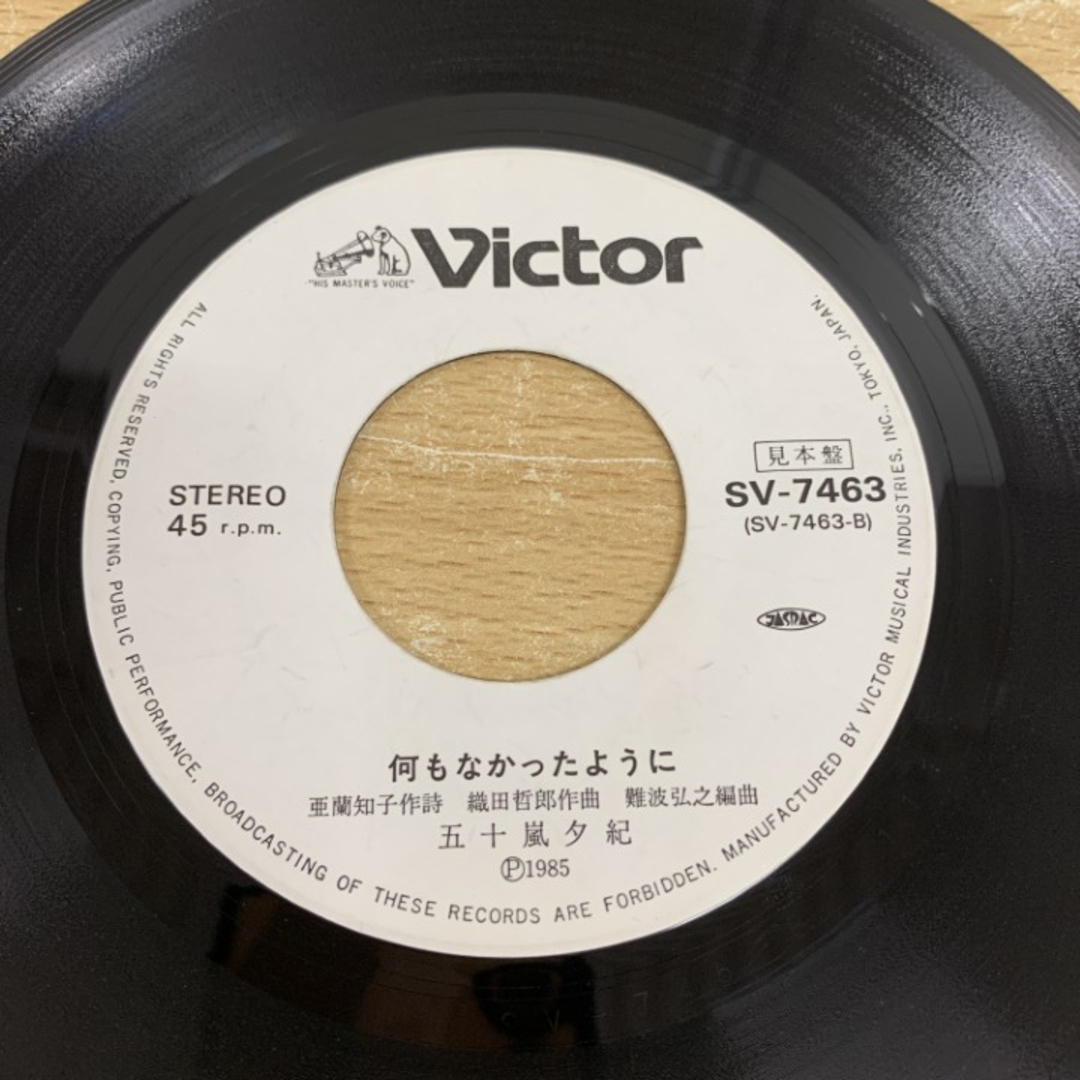 Victor
"HIS MASTER'S VOICE"
STEREO
45 r.p.m.
見本盤
SV-7463
(SV-7463-B)
JASRAC
何もなかったように
亜蘭知子作詩 織田哲郎作曲 難波弘之編曲
五十嵐夕紀
Ⓟ1985
ALL RIGHTS RESERVED. COPYING, PUBLIC PERFORMANCE, BROADCASTING OF THESE RECORDS ARE FORBIDDEN. MANUFACTURED BY VICTOR MUSICAL INDUSTRIES, INC., TOKYO, JAPAN.